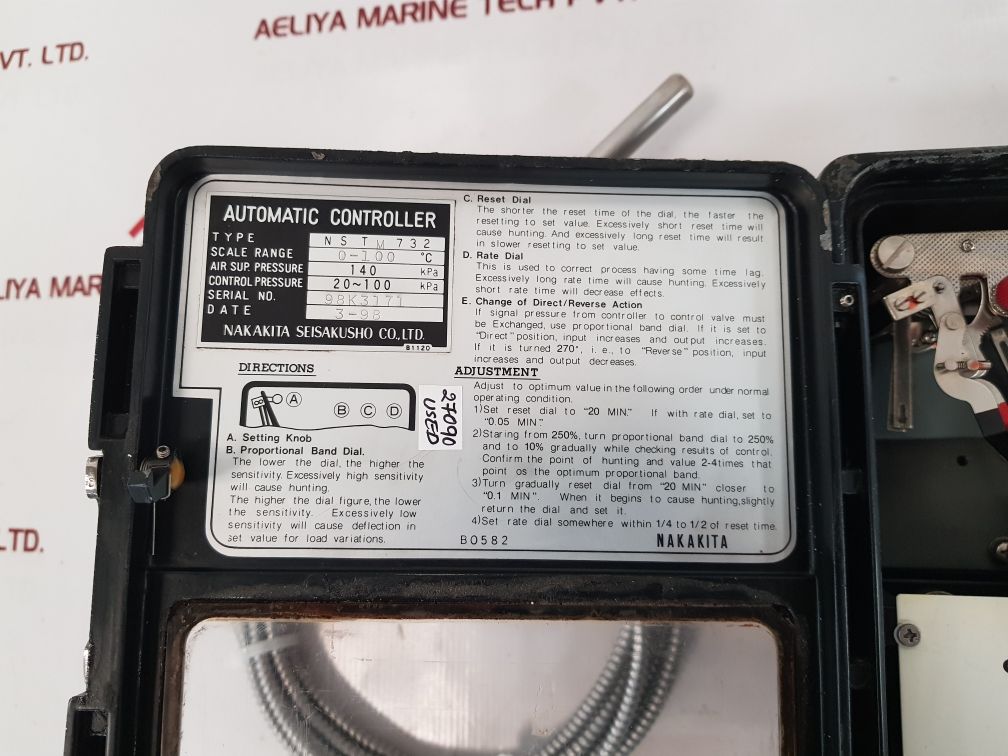 AELIYA MARINE TECH PVT.
VT. LTD.
ELIYA MAR
LTD.
AUTOMATIC CONTROLLER
TYPE NSTM732
SCALE RANGE 0-100 °C
AIR SUP. PRESSURE 140 kPa
CONTROL PRESSURE 20~100 kPa
SERIAL NO. 98K3171
DATE 3-98
NAKAKITA SEISAKUSHO CO., LTD.
B1120
DIRECTIONS
A B C D
27090
USED
A. Setting Knob
B. Proportional Band Dial.
The lower the dial, the higher the
sensitivity. Excessively high sensitivity
will cause hunting.
The higher the dial figure, the lower
the sensitivity. Excessively low
sensitivity will cause deflection in
set value for load variations.
C. Reset Dial
The shorter the reset time of the dial, the faster the
resetting to set value. Excessively short reset time will
cause hunting. And excessively long reset time will result
in slower resetting to set value.
D. Rate Dial
This is used to correct process having some time lag.
Excessively long rate time will cause hunting. Excessively
short rate time will decrease effects.
E. Change of Direct/Reverse Action
If signal pressure from controller to control valve must
be Exchanged, use proportional band dial. If it is set to
"Direct" position, input increases and output increases.
If it is turned 270°, i.e., to "Reverse" position, input
increases and output decreases.
ADJUSTMENT
Adjust to optimum value in the following order under normal
operating condition.
1)Set reset dial to "20 MIN." If with rate dial, set to
"0.05 MIN."
2)Staring from 250%, turn proportional band dial to 250%
and to 10% gradually while checking results of control.
Confirm the point of hunting and value 2-4times that
point os the optimum proportional band.
3)Turn gradually reset dial from "20 MIN." closer to
"0.1 MIN". When it begins to cause hunting,slightly
return the dial and set it.
4)Set rate dial somewhere within 1/4 to 1/2 of reset time.
B0582 NAKAKITA